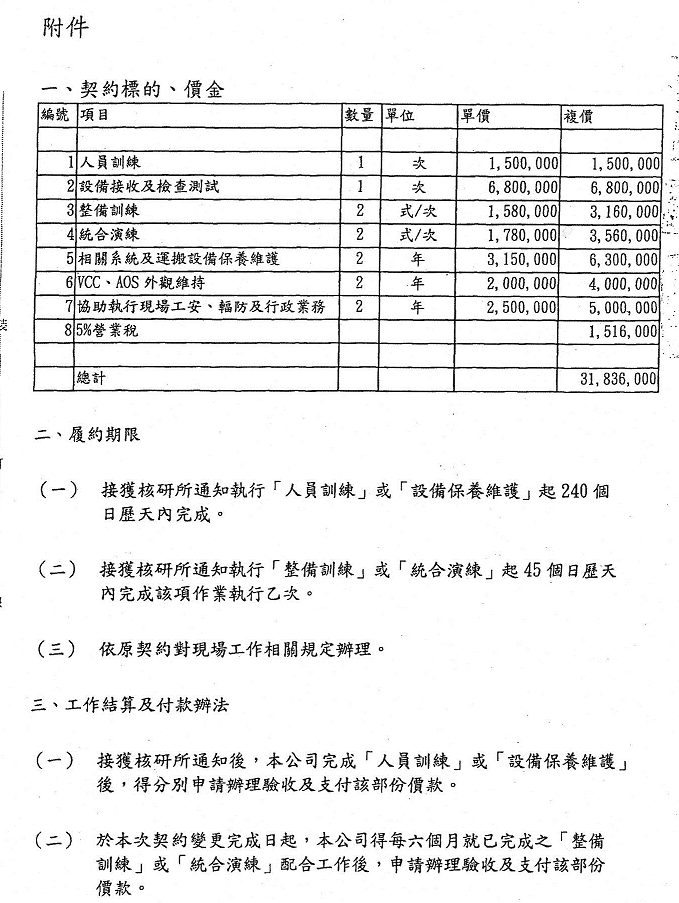 附件
一、契約標的、價金
編號 項目 數量 單位 單價 複價
1 人員訓練 1 次 1,500,000 1,500,000
2 設備接收及檢查測試 1 次 6,800,000 6,800,000
3 整備訓練 2 式/次 1,580,000 3,160,000
4 統合演練 2 式/次 1,780,000 3,560,000
5 相關系統及運搬設備保養維護 2 年 3,150,000 6,300,000
6 VCC、AOS外觀維持 2 年 2,000,000 4,000,000
7 協助執行現場工安、輻防及行政業務 2 年 2,500,000 5,000,000
8 5%營業稅 1,516,000
總計 31,836,000
二、履約期限
(一) 接獲核研所通知執行「人員訓練」或「設備保養維護」起240個
日歷天內完成。
(二) 接獲核研所通知執行「整備訓練」或「統合演練」起45個日歷天
內完成該項作業執行乙次。
(三) 依原契約對現場工作相關規定辦理。
三、工作結算及付款辦法
(一) 接獲核研所通知後，本公司完成「人員訓練」或「設備保養維護」
後，得分別申請辦理驗收及支付該部份價款。
(二) 於本次契約變更完成日起，本公司得每六個月就已完成之「整備
訓練」或「統合演練」配合工作後，申請辦理驗收及支付該部份
價款。
裝